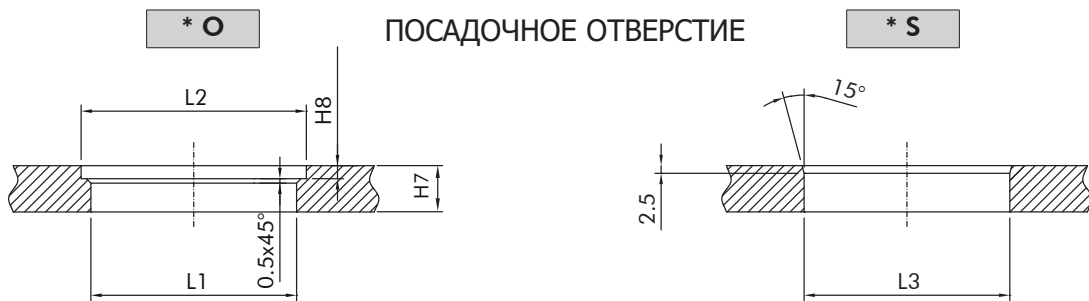 * O
ПОСАДОЧНОЕ ОТВЕРСТИЕ
* S
L2
H8
H7
0.5x45°
L1
15°
2.5
L3